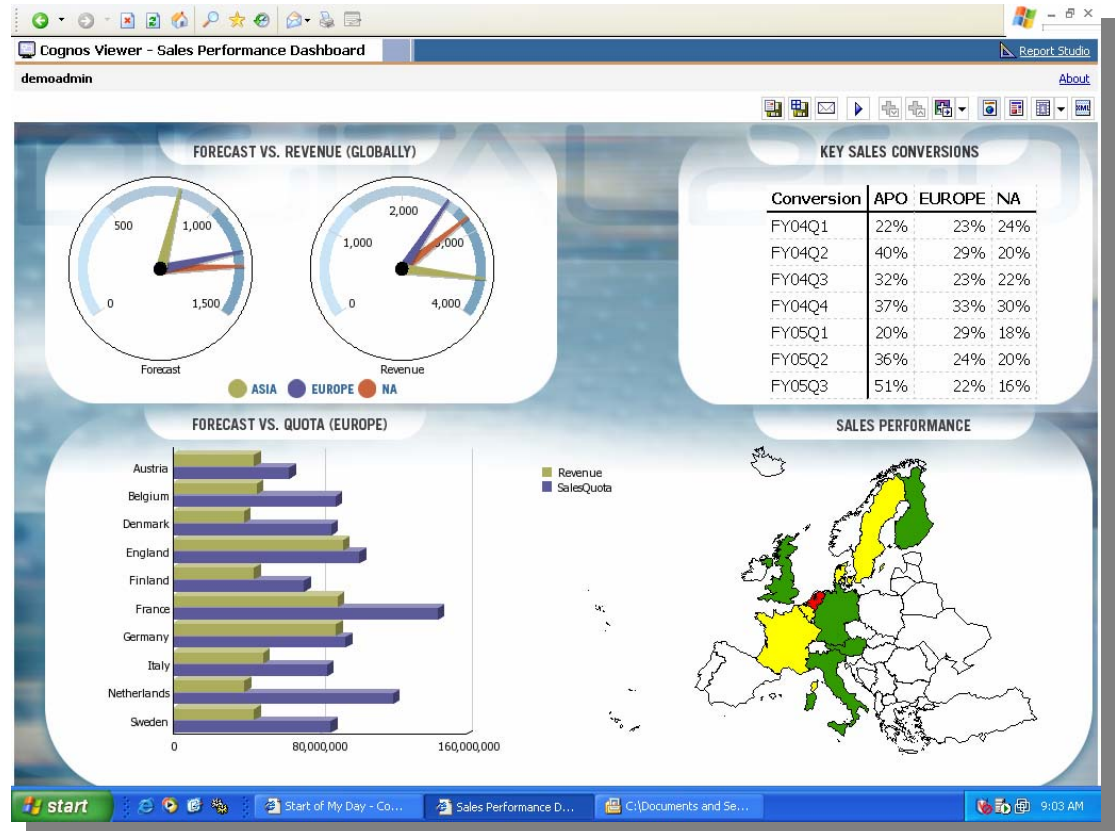 Cognos Viewer - Sales Performance Dashboard
Report Studio
demoadmin
About
XML
FORECAST VS. REVENUE (GLOBALLY)
500
1,000
0
1,500
Forecast
2,000
1,000
0
4,000
Revenue
ASIA
EUROPE
NA
KEY SALES CONVERSIONS
Conversion APO EUROPE NA
FY04Q1 22% 23% 24%
FY04Q2 40% 29% 20%
FY04Q3 32% 23% 22%
FY04Q4 37% 33% 30%
FY05Q1 20% 29% 18%
FY05Q2 36% 24% 20%
FY05Q3 51% 22% 16%
FORECAST VS. QUOTA (EUROPE)
Austria
Belgium
Denmark
England
Finland
France
Germany
Italy
Netherlands
Sweden
0
80,000,000
160,000,000
Revenue
SalesQuota
SALES PERFORMANCE
start
Start of My Day - Co...
Sales Performance D...
C:\Documents and Se...
9:03 AM